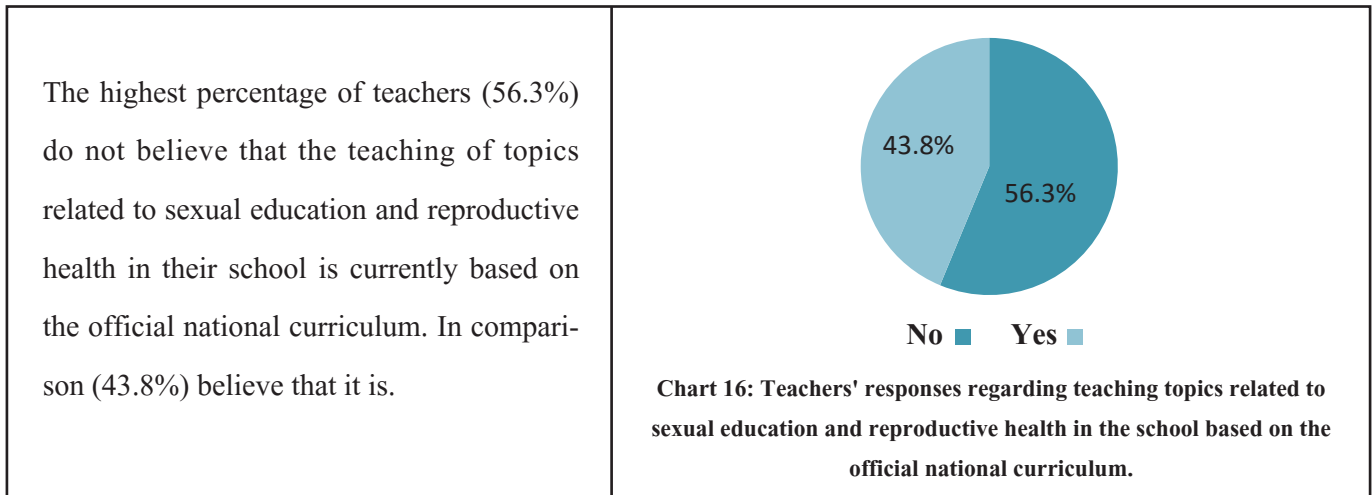 The highest percentage of teachers (56.3%)
do not believe that the teaching of topics
related to sexual education and reproductive
health in their school is currently based on
the official national curriculum. In compari-
son (43.8%) believe that it is.
43.8%
56.3%
No Yes
Chart 16: Teachers' responses regarding teaching topics related to
sexual education and reproductive health in the school based on the
official national curriculum.